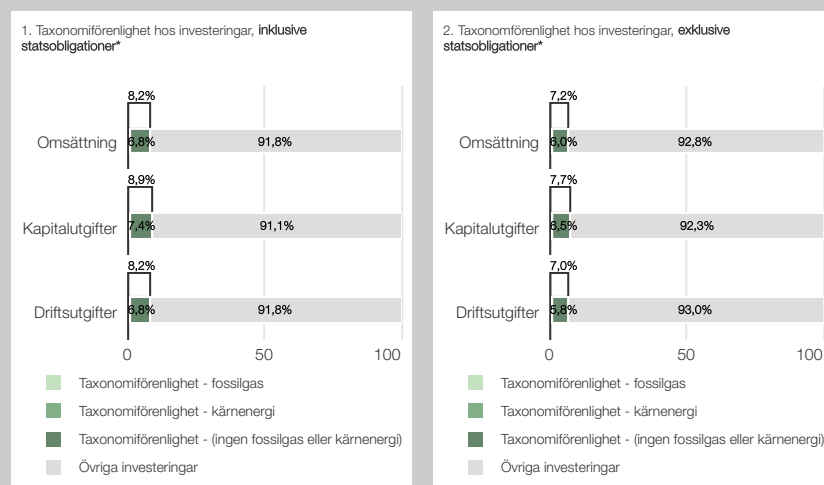 1. Taxonomiförenlighet hos investeringar, inklusive
statsobligationer*
8,2%
Omsättning
6,8%
91,8%
8,9%
Kapitalutgifter
7,4%
91,1%
8,2%
Driftsutgifter
6,8%
91,8%
0
50
100
Taxonomiförenlighet - fossilgas
Taxonomiförenlighet - kärnenergi
Taxonomiförenlighet - (ingen fossilgas eller kärnenergi)
Övriga investeringar
2. Taxonomförenlighet hos investeringar, exklusive
statsobligationer*
7,2%
Omsättning
6,0%
92,8%
7,7%
Kapitalutgifter
6,5%
92,3%
7,0%
Driftsutgifter
5,8%
93,0%
0
50
100
Taxonomiförenlighet - fossilgas
Taxonomiförenlighet - kärnenergi
Taxonomiförenlighet - (ingen fossilgas eller kärnenergi)
Övriga investeringar